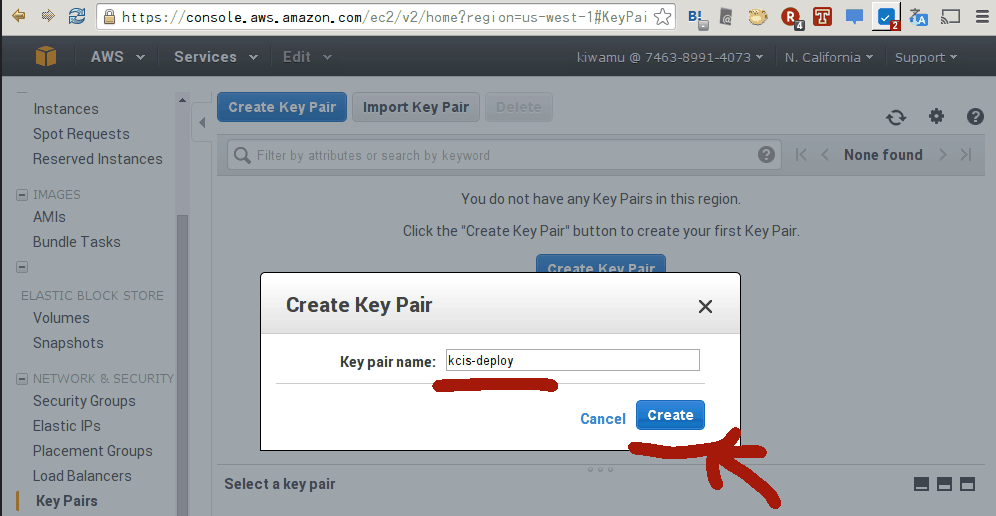 https://console.aws.amazon.com/ec2/v2/home?region=us-west-1#KeyPai
B!
R
4
T
2
AWS Services Edit kiwamu @ 7463-8991-4073 N. California Support
Instances
Spot Requests
Reserved Instances
IMAGES
AMIs
Bundle Tasks
ELASTIC BLOCK STORE
Volumes
Snapshots
NETWORK & SECURITY
Security Groups
Elastic IPs
Placement Groups
Load Balancers
Key Pairs
Create Key Pair Import Key Pair Delete
Filter by attributes or search by keyword None found
You do not have any Key Pairs in this region.
Click the "Create Key Pair" button to create your first Key Pair.
Create Key Pair
Create Key Pair
Key pair name: kcis-deploy
Cancel Create
Select a key pair